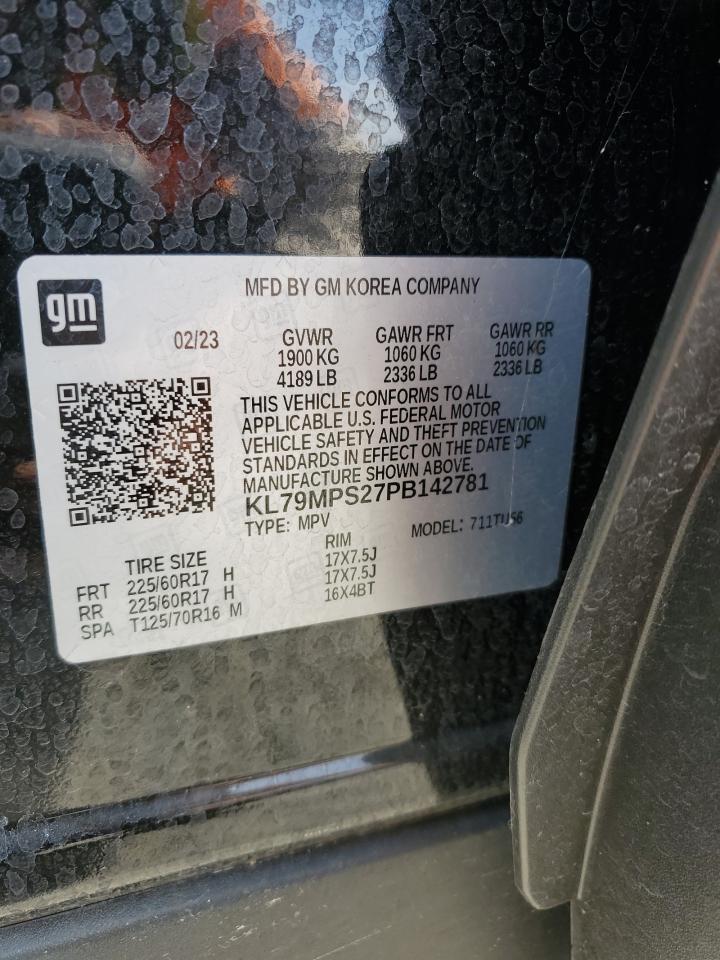 gm
MFD BY GM KOREA COMPANY
02/23
GVWR GAWR FRT GAWR RR
1900 KG 1060 KG 1060 KG
4189 LB 2336 LB 2336 LB
THIS VEHICLE CONFORMS TO ALL
APPLICABLE U.S. FEDERAL MOTOR
VEHICLE SAFETY AND THEFT PREVENTION
STANDARDS IN EFFECT ON THE DATE OF
MANUFACTURE SHOWN ABOVE.
KL79MPS27PB142781
TYPE: MPV MODEL: 711TU56
TIRE SIZE RIM
FRT 225/60R17 H 17X7.5J
RR 225/60R17 H 17X7.5J
SPA T125/70R16 M 16X4BT